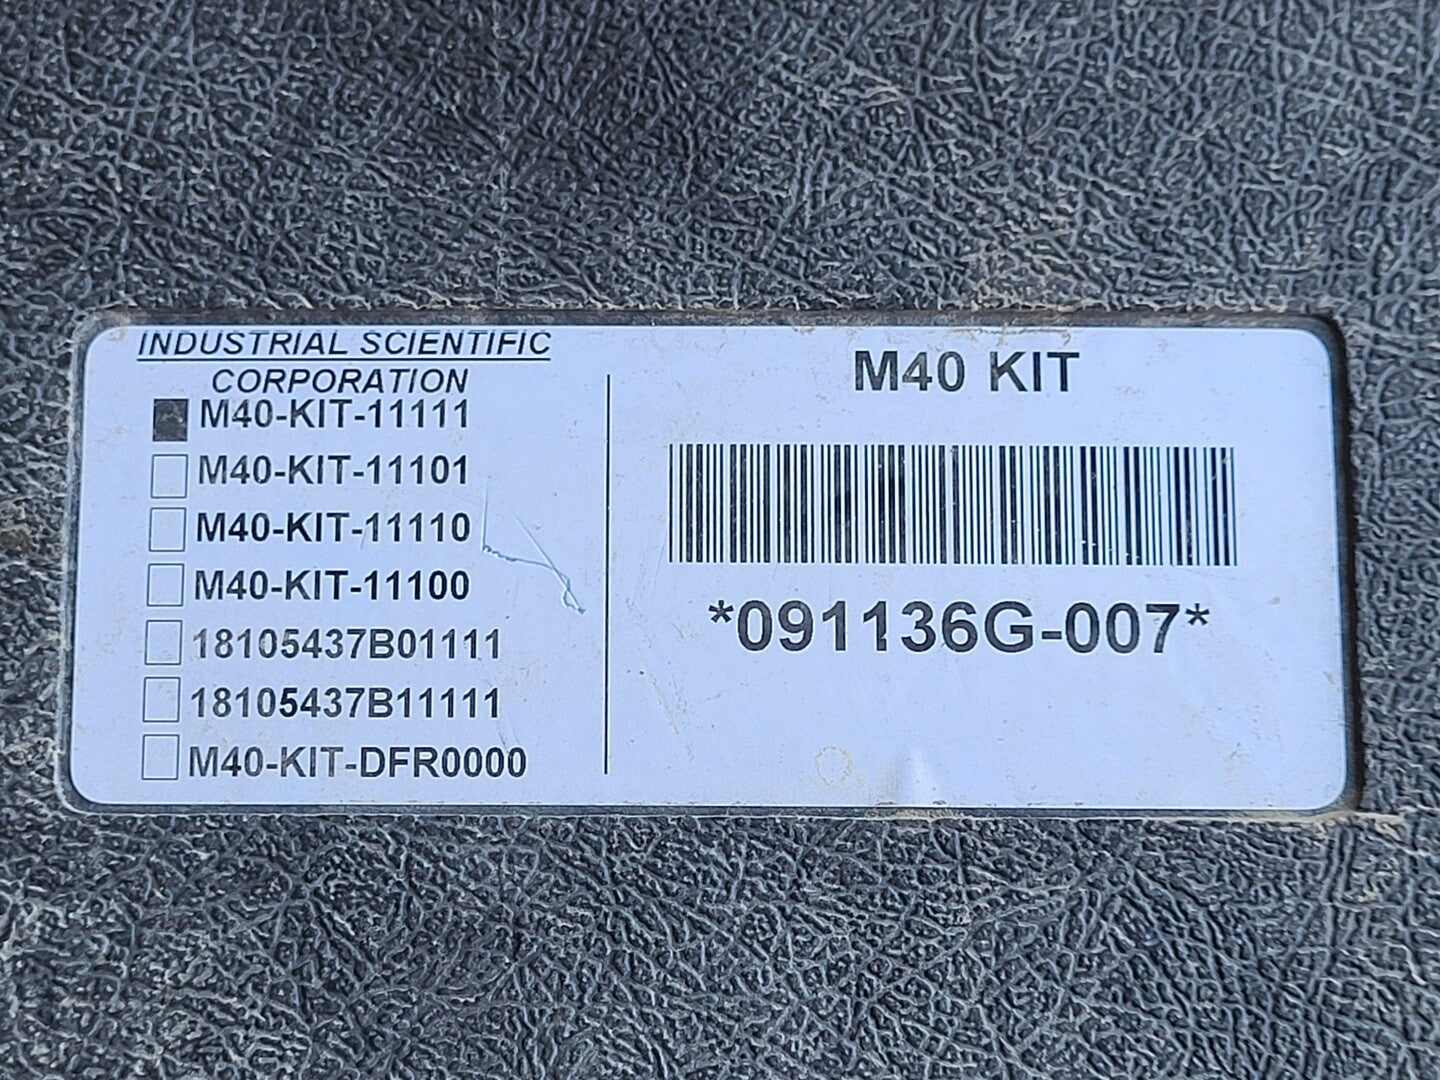 INDUSTRIAL SCIENTIFIC
CORPORATION
M40-KIT-11111
M40-KIT-11101
M40-KIT-11110
M40-KIT-11100
18105437B01111
18105437B11111
M40-KIT-DFR0000
M40 KIT
*091136G-007*